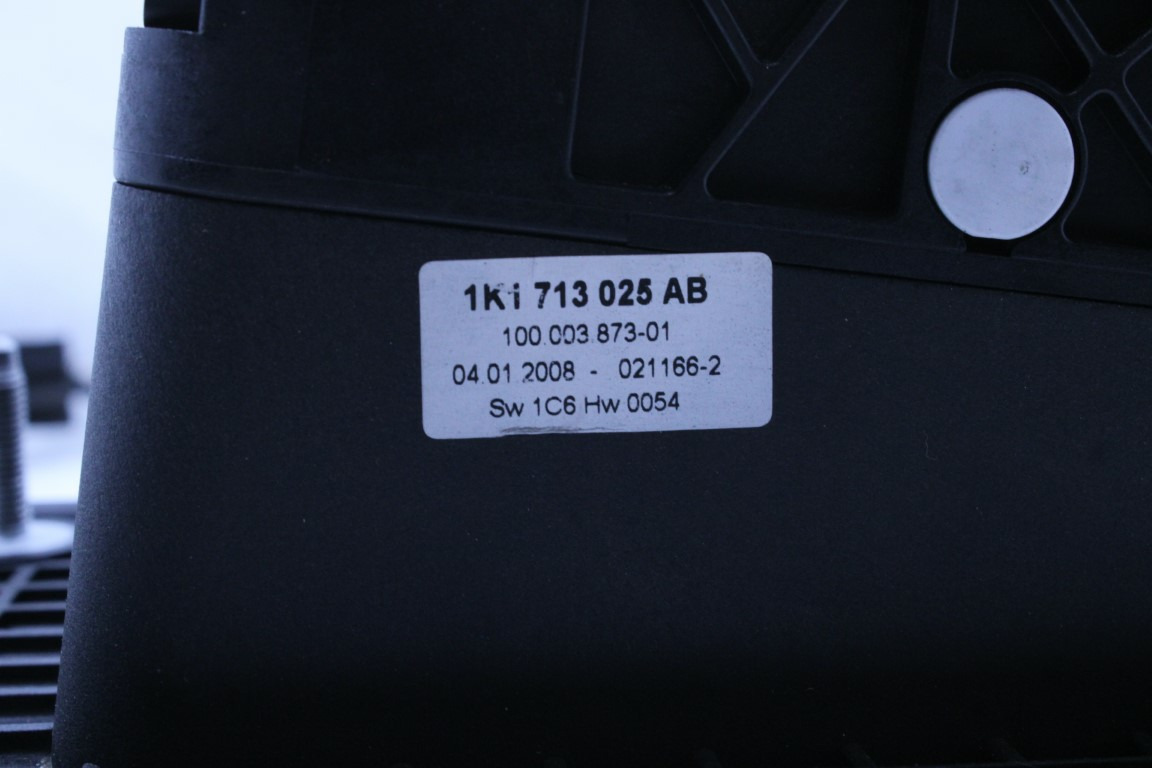 1K1 713 025 AB
100.003.873-01
04.01.2008 - 021166-2
Sw 1C6 Hw 0054